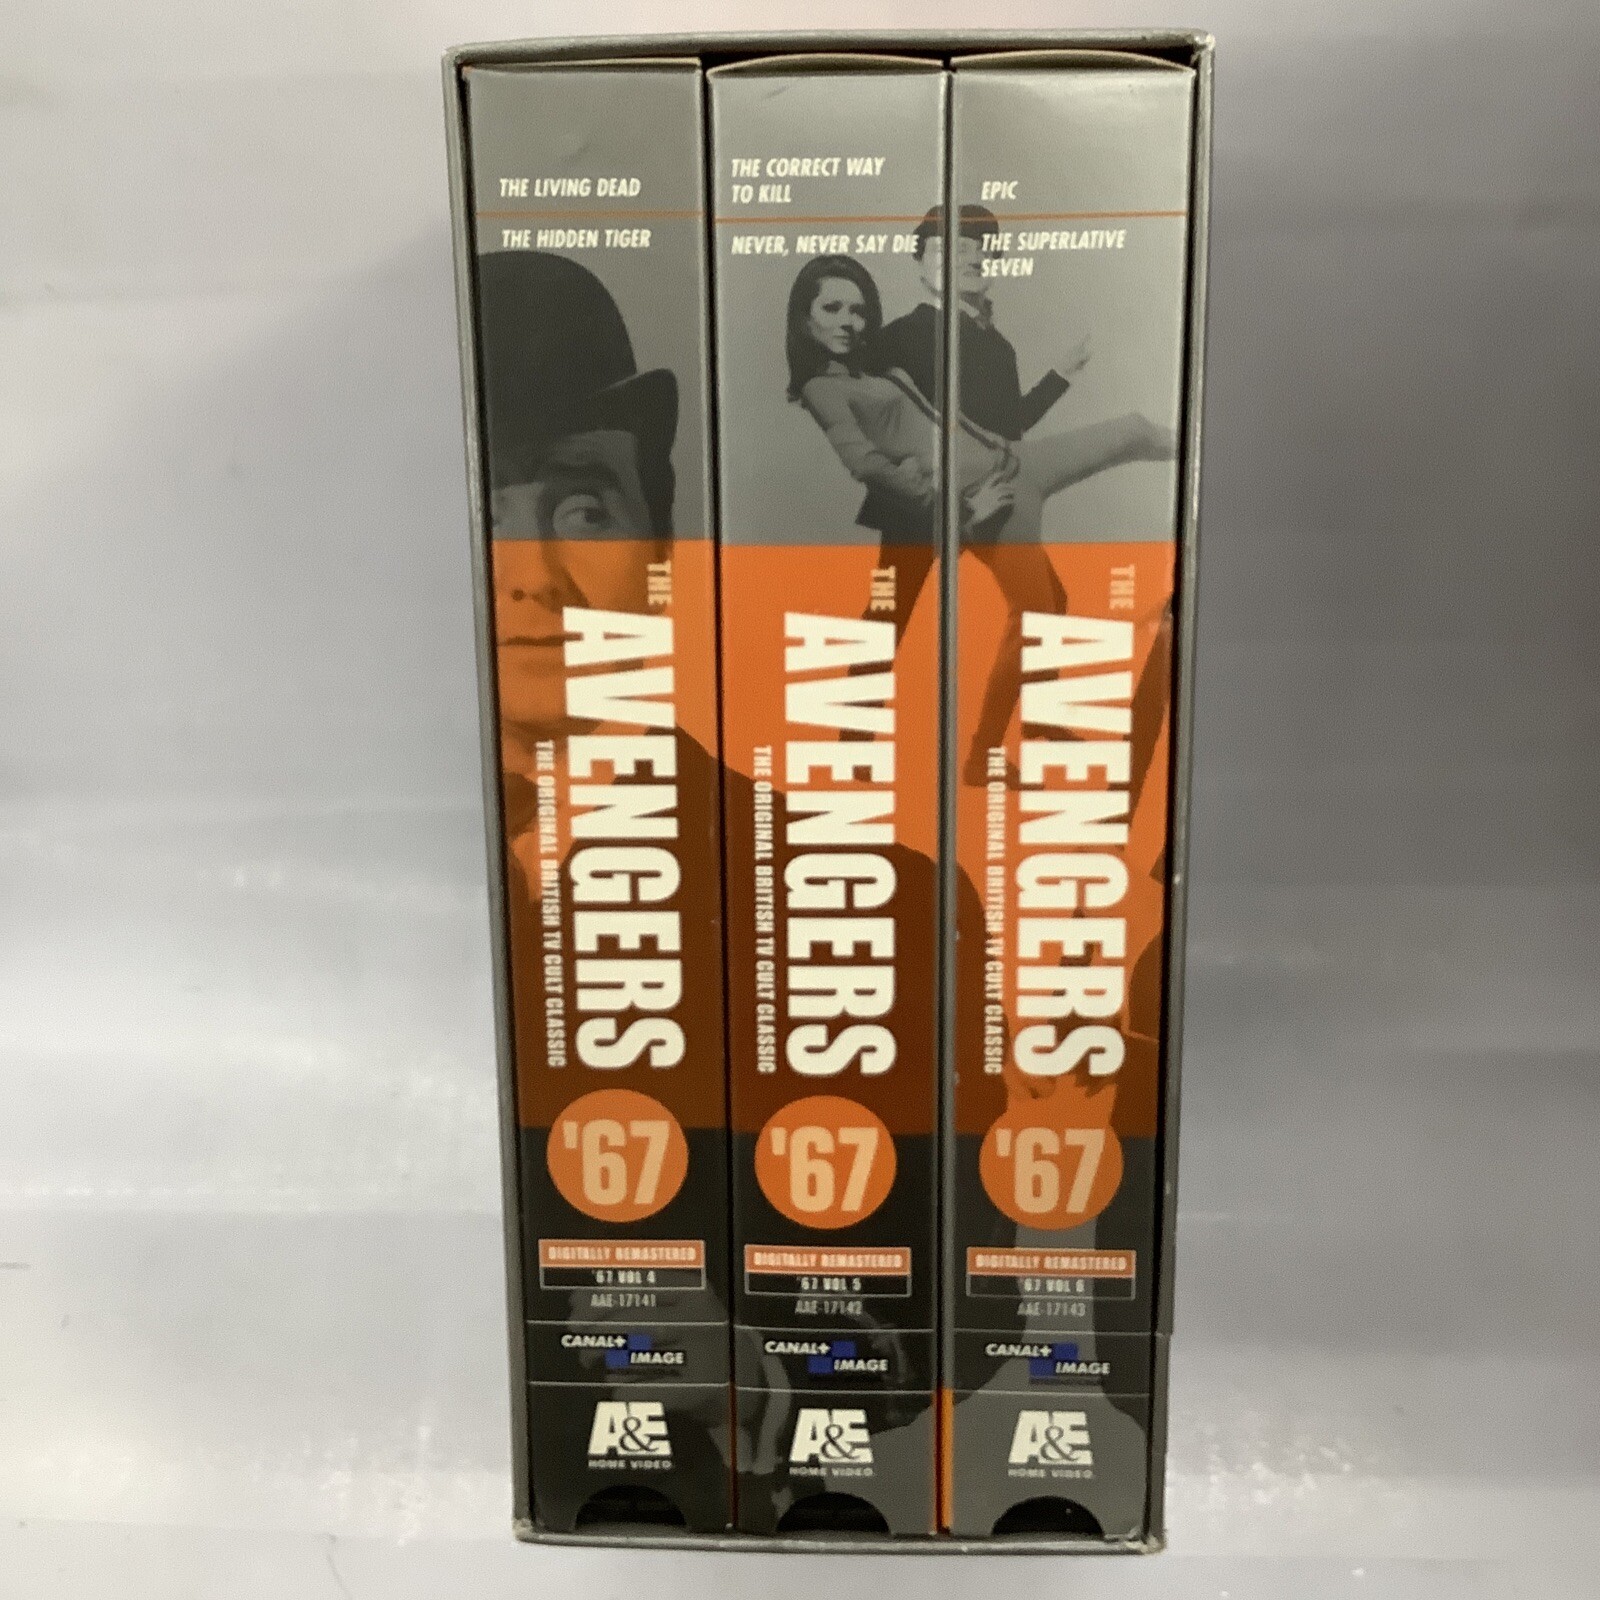 THE LIVING DEAD
THE HIDDEN TIGER
THE
AVENGERS
THE ORIGINAL BRITISH TV CULT CLASSIC
'67
DIGITALLY REMASTERED
'67 VOL 4
AAE-17141
CANAL+
IMAGE
A&E
HOME VIDEO
THE CORRECT WAY
TO KILL
NEVER, NEVER SAY DIE
THE
AVENGERS
THE ORIGINAL BRITISH TV CULT CLASSIC
'67
DIGITALLY REMASTERED
'67 VOL 5
AAE-17142
CANAL+
IMAGE
A&E
HOME VIDEO
EPIC
THE SUPERLATIVE
SEVEN
THE
AVENGERS
THE ORIGINAL BRITISH TV CULT CLASSIC
'67
DIGITALLY REMASTERED
'67 VOL 6
AAE-17143
CANAL+
IMAGE
A&E
HOME VIDEO